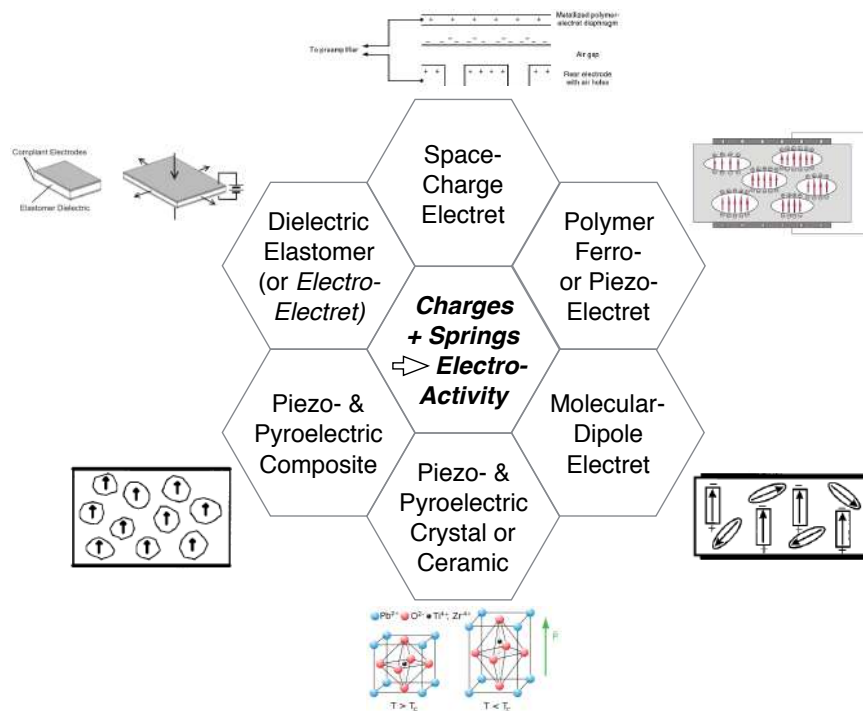 Metallized polymer-
electret diaphragm
To preamplifier
Air gap
Rear electrode
with air holes
Compliant Electrodes
Elastomer Dielectric
Space-
Charge
Electret
Dielectric
Elastomer
(or Electro-
Electret)
Polymer
Ferro-
or Piezo-
Electret
Charges
+ Springs
⇨ Electro-
Activity
Piezo- &
Pyroelectric
Composite
Molecular-
Dipole
Electret
Piezo- &
Pyroelectric
Crystal or
Ceramic
Pb²⁺ O²⁻ Ti⁴⁺, Zr⁴⁺
T > Tc
T < Tc